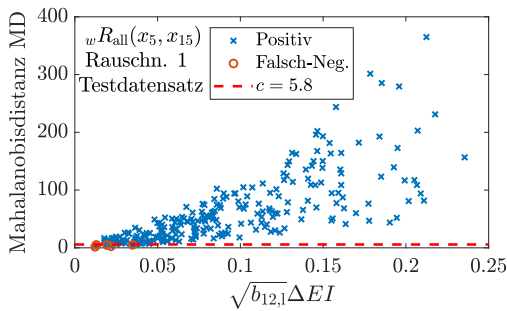 400
300
200
100
0
Mahalanobisdistanz MD
wRall(x5, x15)
Rauschn. 1
Testdatensatz
Positiv
Falsch-Neg.
c = 5.8
0 0.05 0.1 0.15 0.2 0.25
√b12,l ΔEI